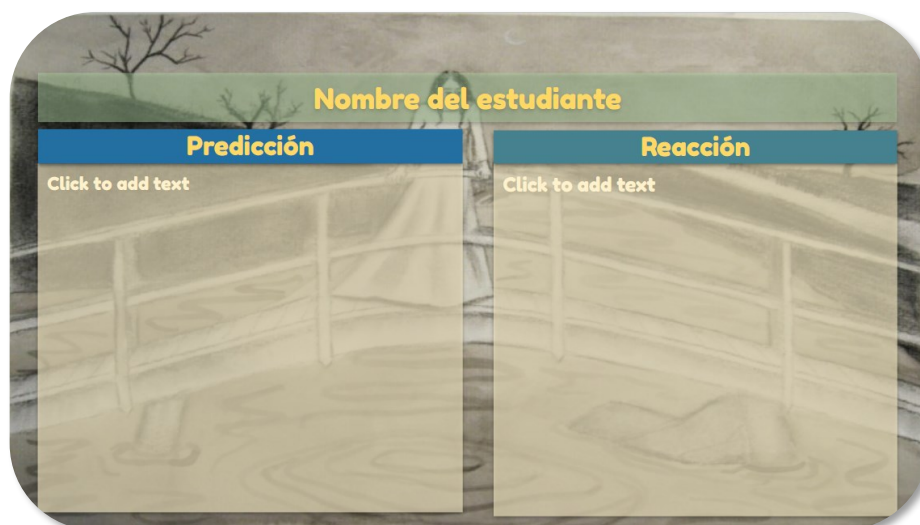 Nombre del estudiante
Predicción
Reacción
Click to add text
Click to add text